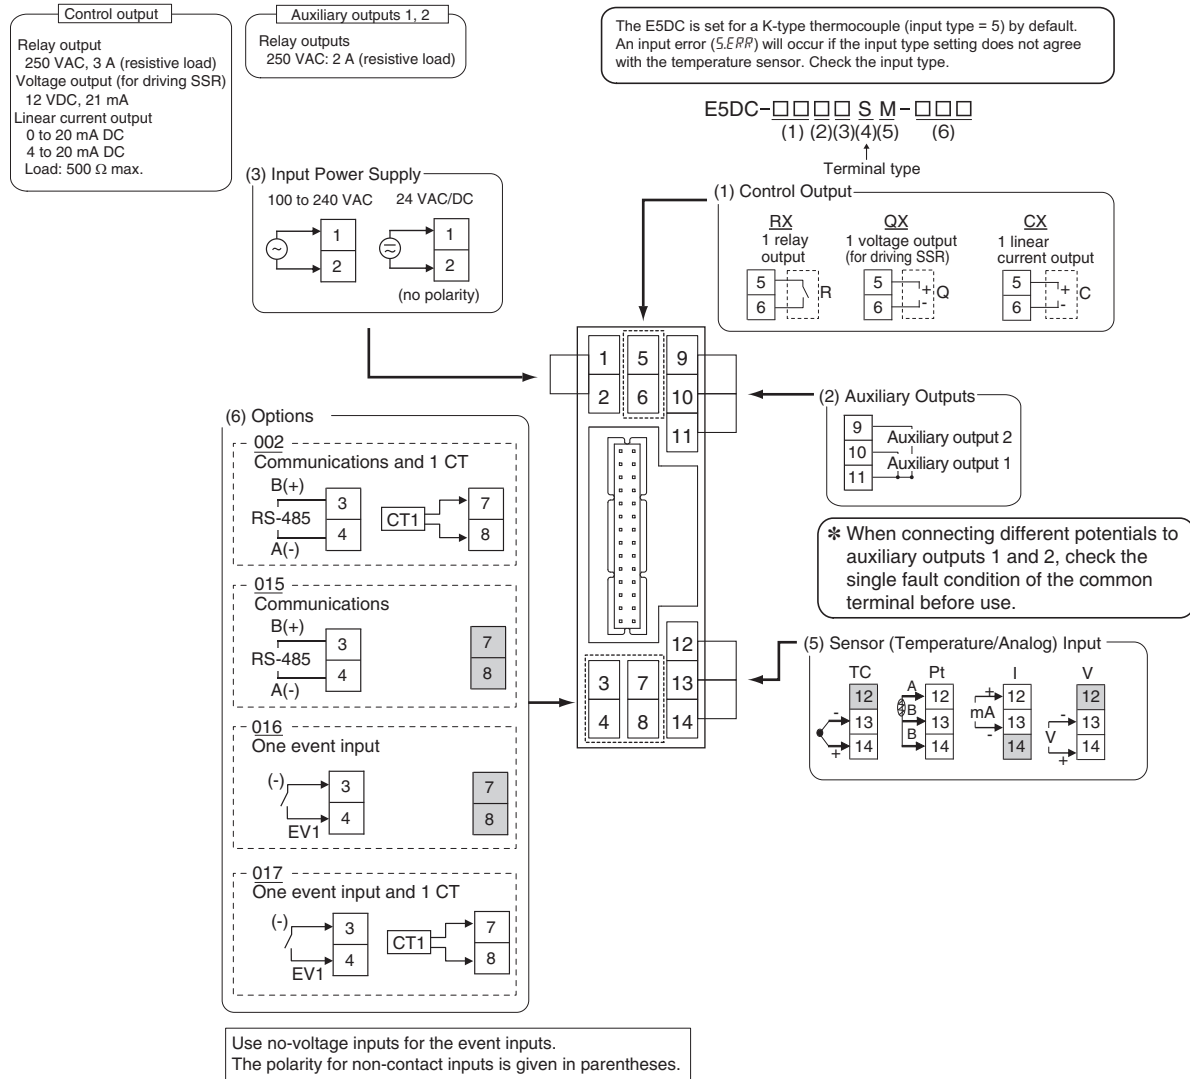 Control output
Relay output
250 VAC, 3 A (resistive load)
Voltage output (for driving SSR)
12 VDC, 21 mA
Linear current output
0 to 20 mA DC
4 to 20 mA DC
Load: 500 Ω max.
Auxiliary outputs 1, 2
Relay outputs
250 VAC: 2 A (resistive load)
The E5DC is set for a K-type thermocouple (input type = 5) by default.
An input error (S.ERR) will occur if the input type setting does not agree
with the temperature sensor. Check the input type.
E5DC-□□□□ S M-□□□
(1) (2)(3)(4)(5) (6)
Terminal type
(3) Input Power Supply
100 to 240 VAC
1
2
24 VAC/DC
1
2
(no polarity)
(1) Control Output
RX
1 relay
output
5
6
R
QX
1 voltage output
(for driving SSR)
5
6
+
-
Q
CX
1 linear
current output
5
6
+
-
C
1 5 9
2 6 10
11
12
3 7 13
4 8 14
(2) Auxiliary Outputs
9
10
11
Auxiliary output 2
Auxiliary output 1
* When connecting different potentials to
auxiliary outputs 1 and 2, check the
single fault condition of the common
terminal before use.
(5) Sensor (Temperature/Analog) Input
TC
12
- 13
+ 14
Pt
A 12
B 13
B 14
I
+ 12
mA
- 13
14
V
12
- 13
V
+ 14
(6) Options
002
Communications and 1 CT
B(+)
RS-485
A(-)
3
4
CT1
7
8
015
Communications
B(+)
RS-485
A(-)
3
4
7
8
016
One event input
(-)
EV1
3
4
7
8
017
One event input and 1 CT
(-)
EV1
3
4
CT1
7
8
Use no-voltage inputs for the event inputs.
The polarity for non-contact inputs is given in parentheses.